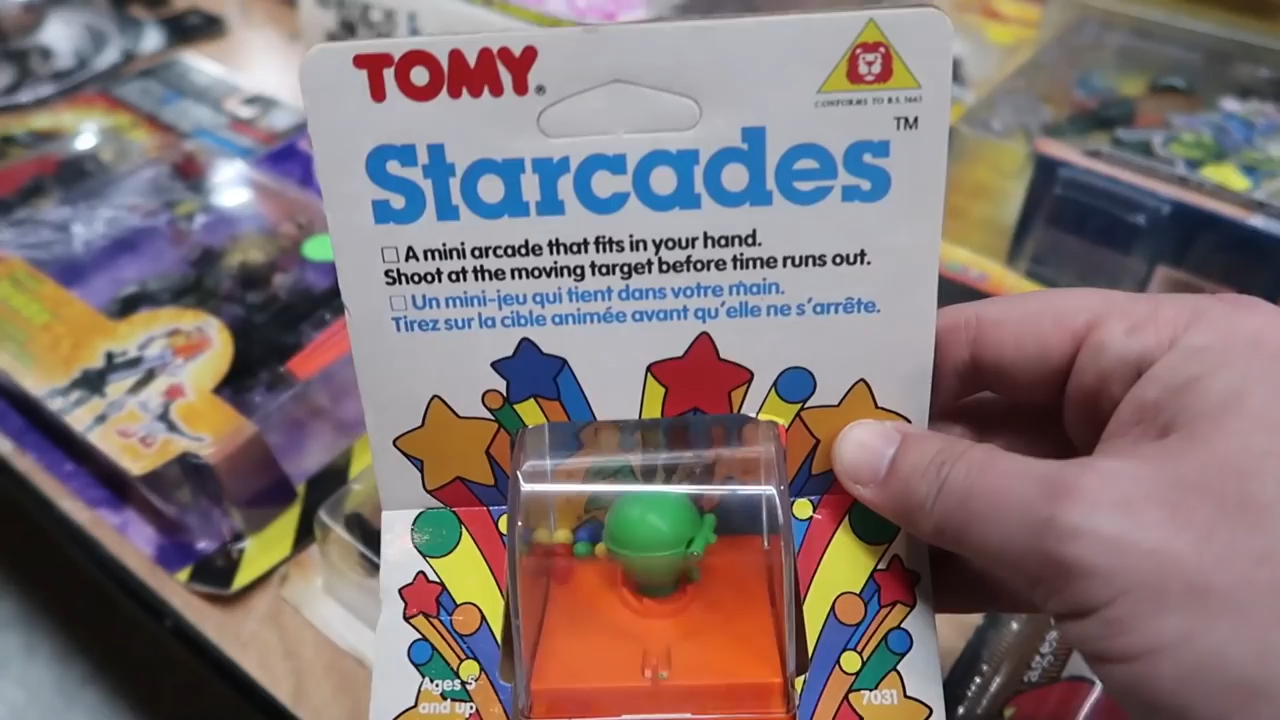 TOMY®
CONFORMS TO B.S. 5665
Starcades™
☐ A mini arcade that fits in your hand.
Shoot at the moving target before time runs out.
☐ Un mini-jeu qui tient dans votre main.
Tirez sur la cible animée avant qu'elle ne s'arrête.
Ages 5
and up
7031